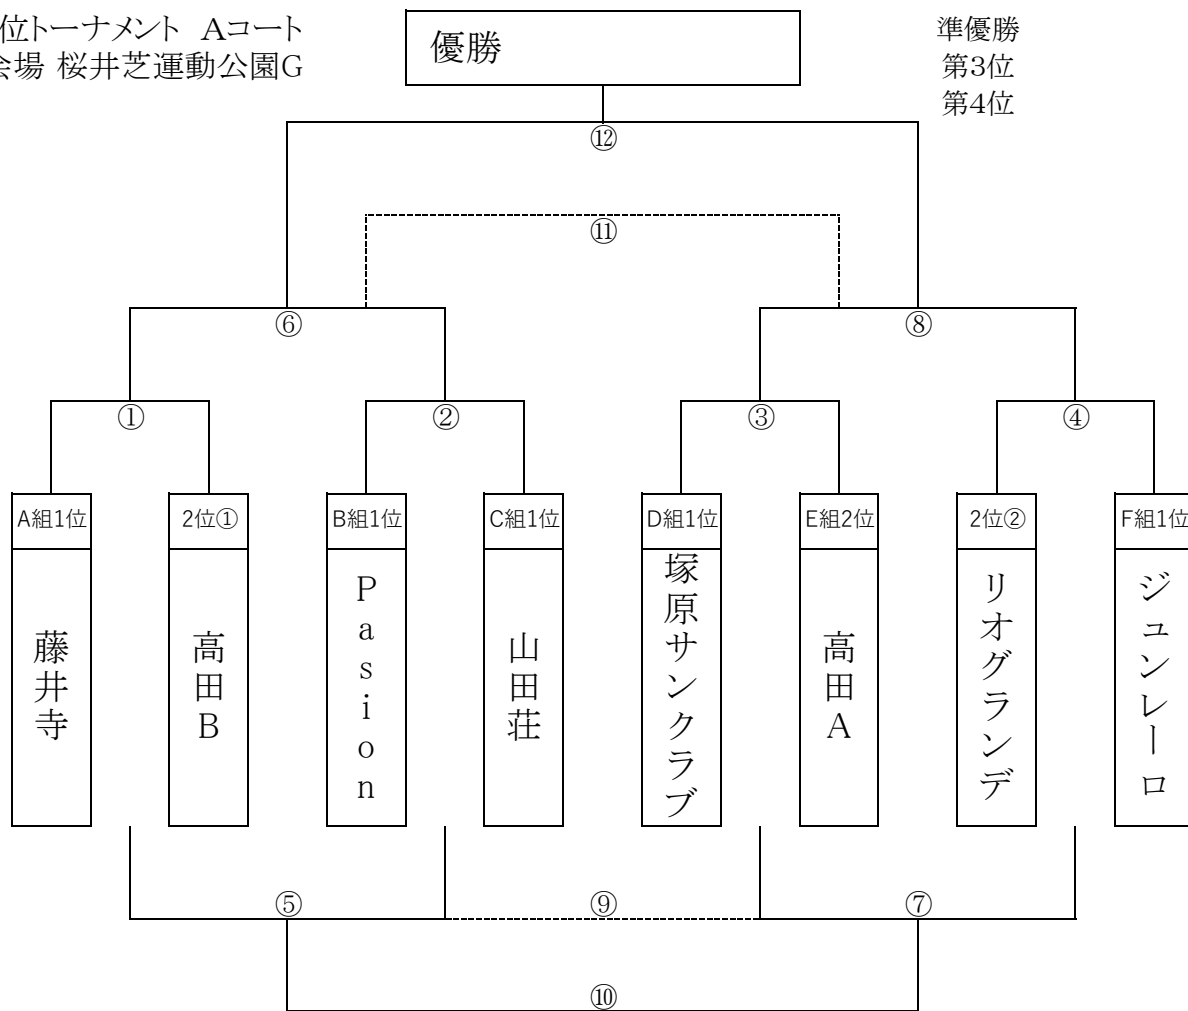 位トーナメント Aコート
会場 桜井芝運動公園G
優勝
準優勝
第3位
第4位
⑫
⑪
⑥
⑧
①
②
③
④
A組1位
2位①
B組1位
C組1位
D組1位
E組2位
2位②
F組1位
藤井寺
高田B
Pasion
山田荘
塚原サンクラブ
高田A
リオグランデ
ジュンレーロ
⑤
⑨
⑦
⑩